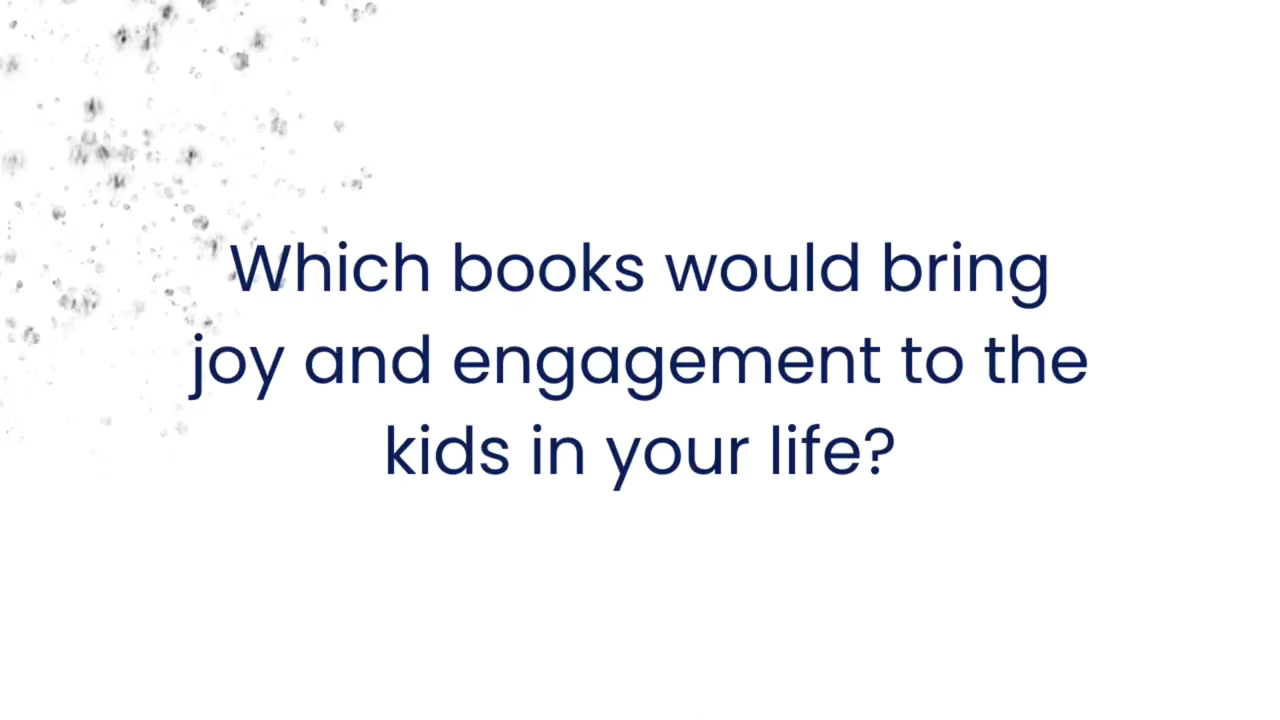 Which books would bring
joy and engagement to the
kids in your life?